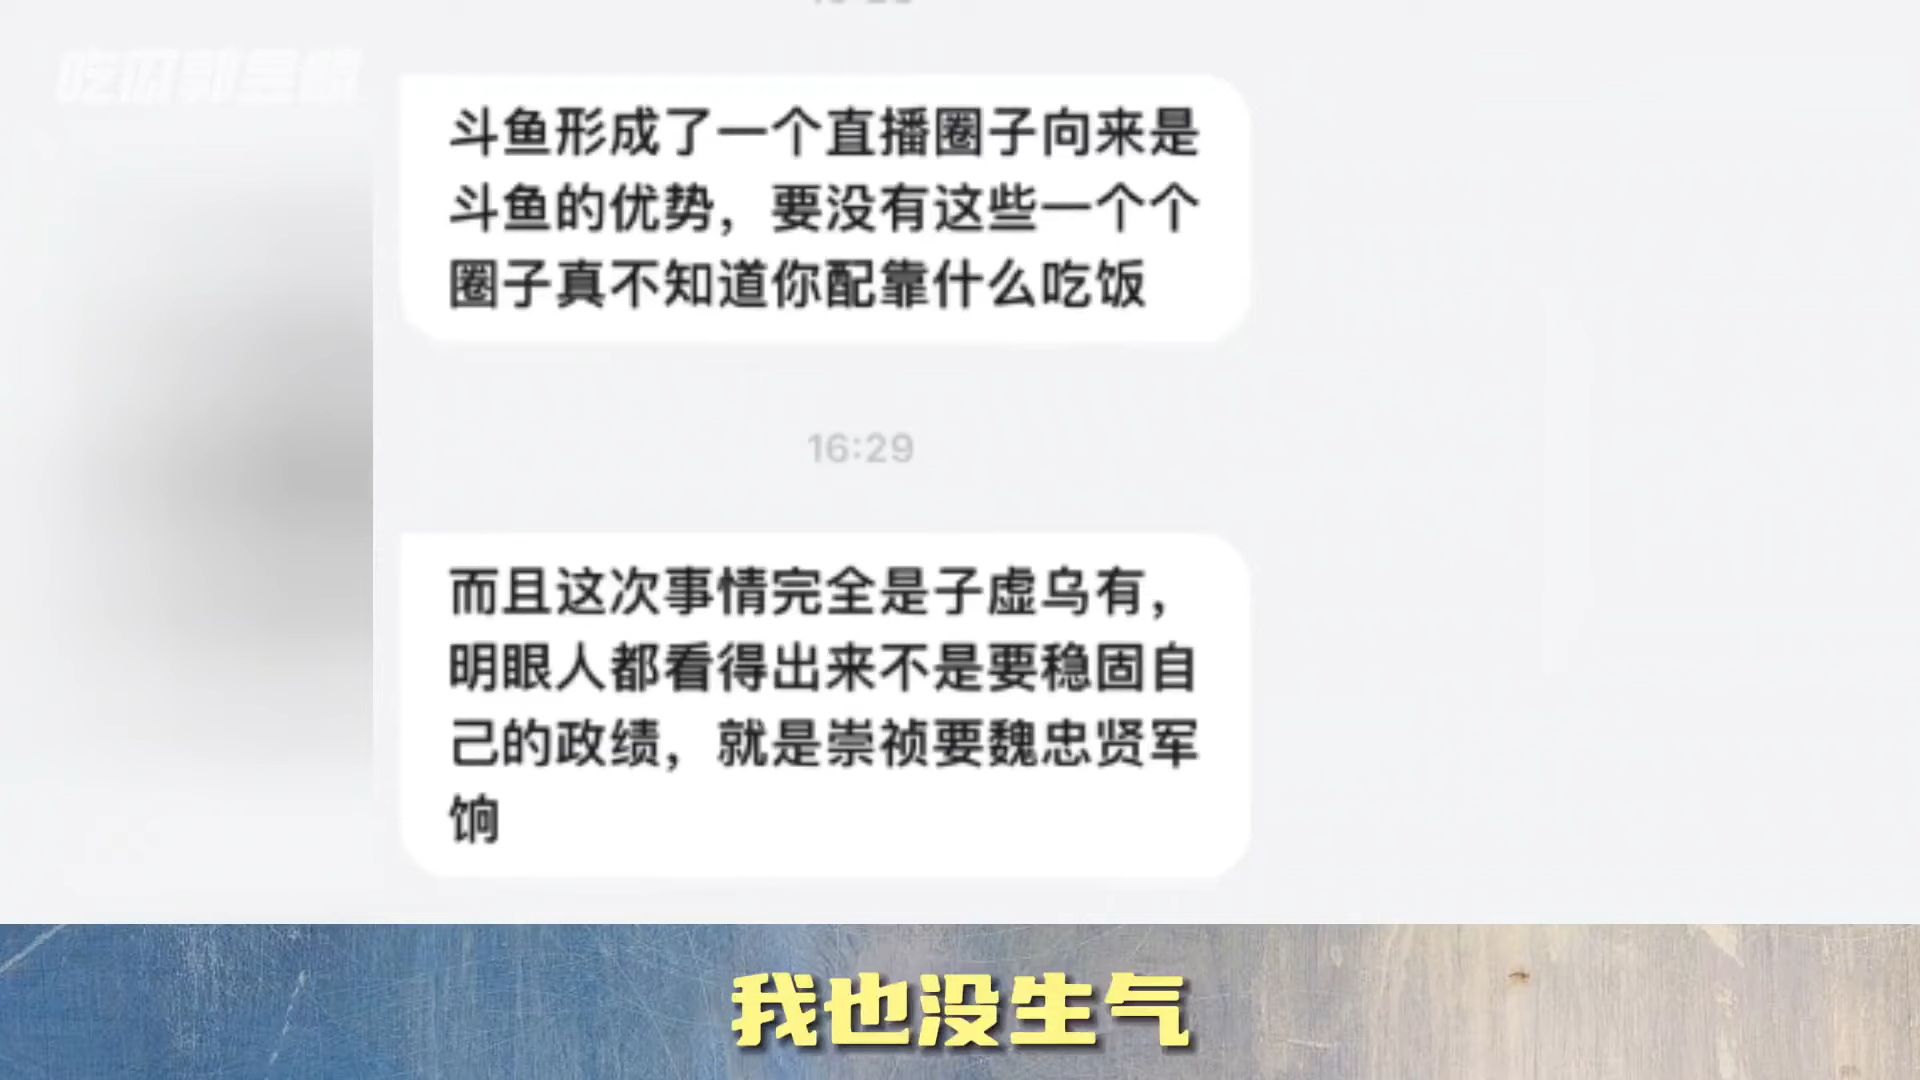 斗鱼形成了一个直播圈子向来是
斗鱼的优势，要没有这些一个个
圈子真不知道你配靠什么吃饭
16:29
而且这次事情完全是子虚乌有，
明眼人都看得出来不是要稳固自
己的政绩，就是崇祯要魏忠贤军
饷
我也没生气